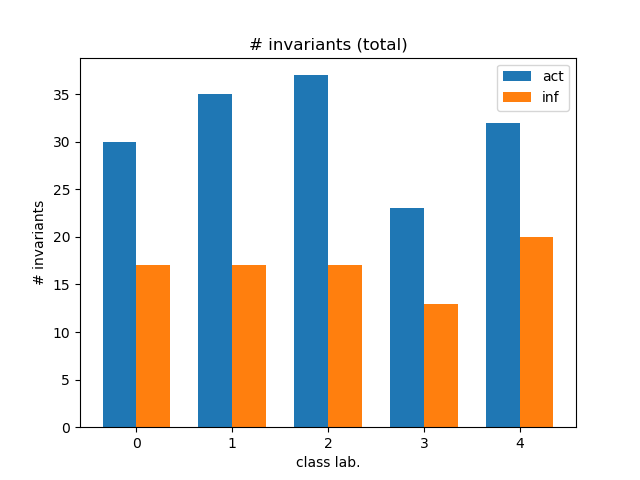 # invariants (total)
act
inf
# invariants
35
30
25
20
15
10
5
0
0 1 2 3 4
class lab.